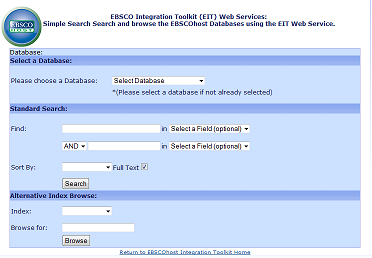 EBSCO Integration Toolkit (EIT) Web Services:
Simple Search Search and browse the EBSCOhost Databases using the EIT Web Service.
EBSCO
HOST
Database:
Select a Database:
Please choose a Database: Select Database
*(Please select a database if not already selected)
Standard Search:
Find: in Select a Field (optional)
AND in Select a Field (optional)
Sort By: Full Text
Search
Alternative Index Browse:
Index:
Browse for:
Browse
Return to EBSCOhost Integration Toolkit Home